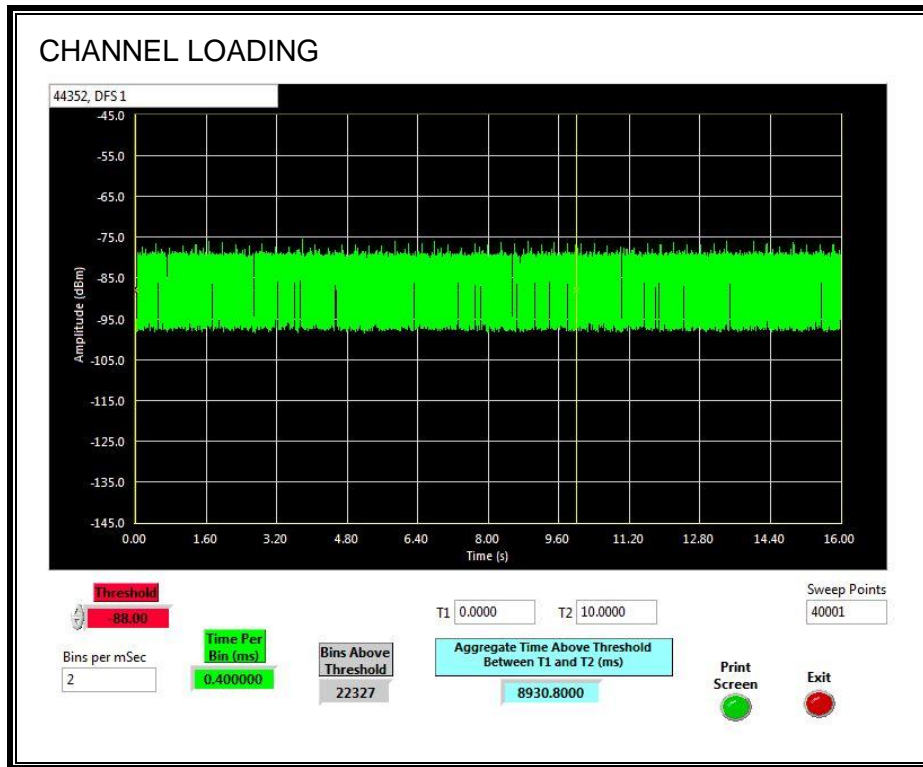 CHANNEL LOADING
44352, DFS 1
-45.0
-55.0
-65.0
-75.0
-85.0
-95.0
-105.0
-115.0
-125.0
-135.0
-145.0
Amplitude (dBm)
0.00 1.60 3.20 4.80 6.40 8.00 9.60 11.20 12.80 14.40 16.00
Time (s)
Threshold
-88.00
Bins per mSec
2
Time Per
Bin (ms)
0.400000
Bins Above
Threshold
22327
T1 0.0000 T2 10.0000
Aggregate Time Above Threshold
Between T1 and T2 (ms)
8930.8000
Sweep Points
40001
Print
Screen
Exit